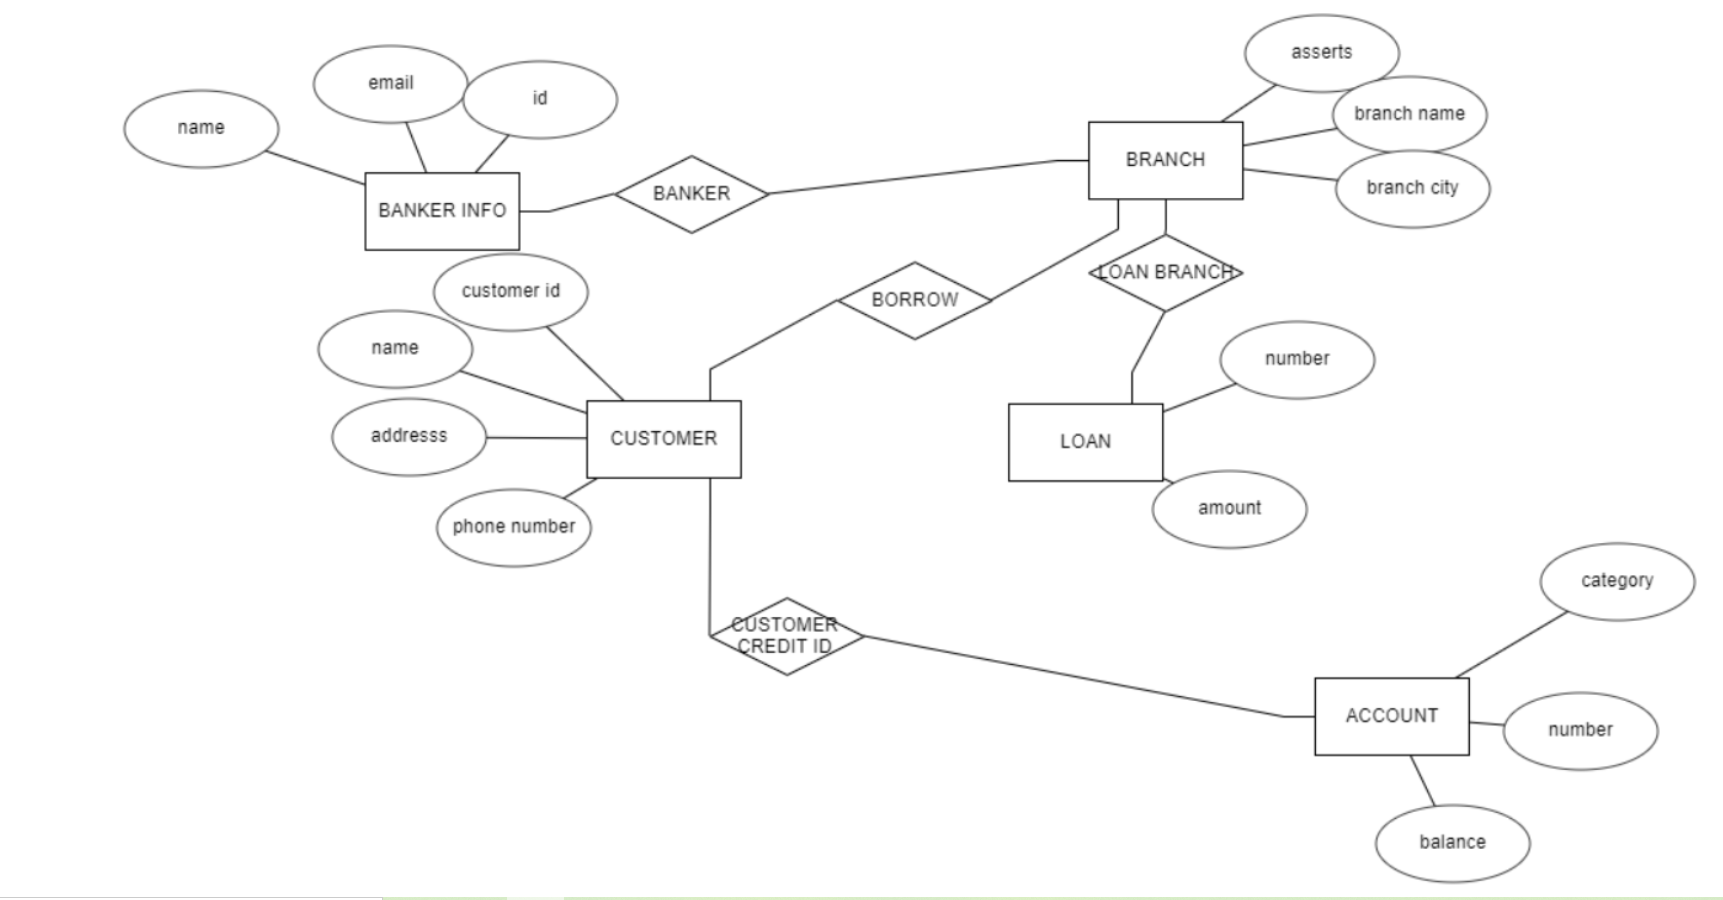 asserts
email
id
branch name
name
BRANCH
branch city
BANKER
BANKER INFO
LOAN BRANCH
customer id
BORROW
name
number
addresss
CUSTOMER
LOAN
amount
phone number
category
CUSTOMER
CREDIT ID
ACCOUNT
number
balance